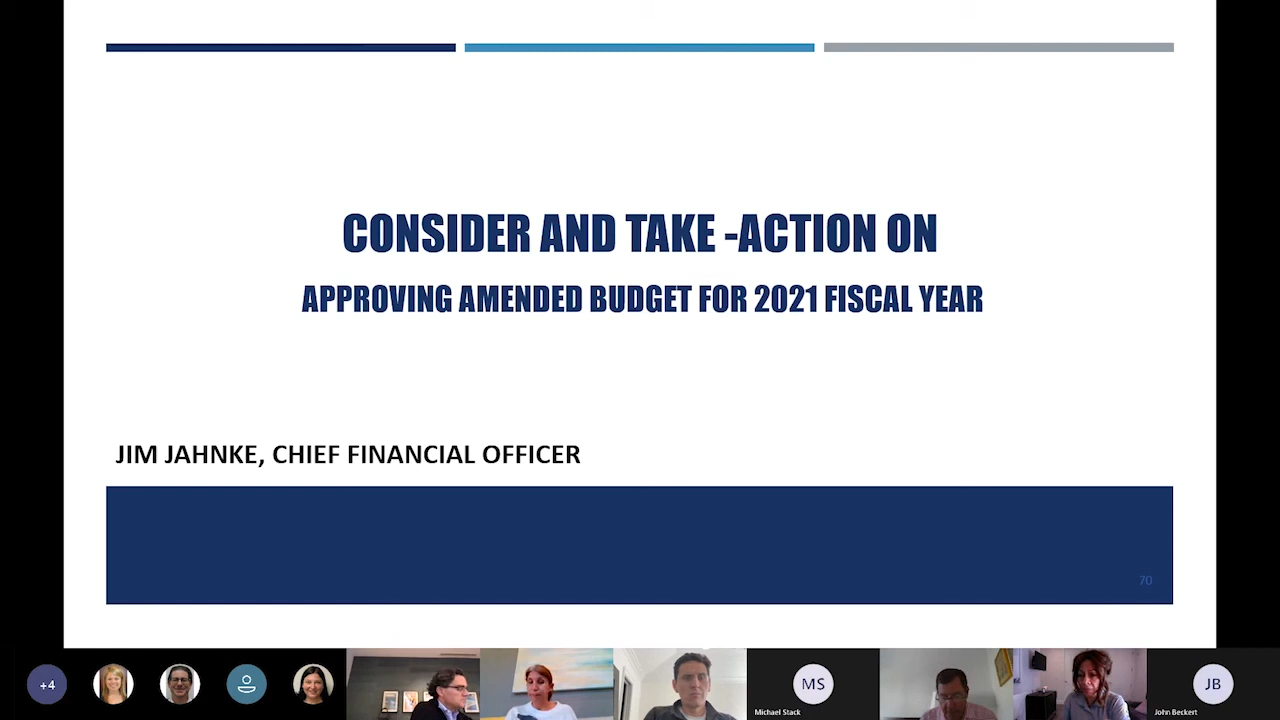 CONSIDER AND TAKE -ACTION ON
APPROVING AMENDED BUDGET FOR 2021 FISCAL YEAR
JIM JAHNKE, CHIEF FINANCIAL OFFICER
70
+4
MS
Michael Stack
JB
John Beckert